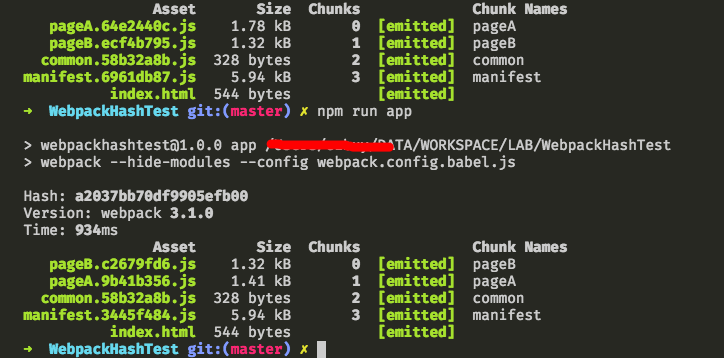 Asset Size Chunks Chunk Names
pageA.64e2440c.js 1.78 kB 0 [emitted] pageA
pageB.ecf4b795.js 1.32 kB 1 [emitted] pageB
common.58b32a8b.js 328 bytes 2 [emitted] common
manifest.6961db87.js 5.94 kB 3 [emitted] manifest
index.html 544 bytes [emitted]
➜ WebpackHashTest git:(master) ✗ npm run app
> webpackhashtest@1.0.0 app /ATA/WORKSPACE/LAB/WebpackHashTest
> webpack --hide-modules --config webpack.config.babel.js
Hash: a2037bb70df9905efb00
Version: webpack 3.1.0
Time: 934ms
Asset Size Chunks Chunk Names
pageB.c2679fd6.js 1.32 kB 0 [emitted] pageB
pageA.9b41b356.js 1.41 kB 1 [emitted] pageA
common.58b32a8b.js 328 bytes 2 [emitted] common
manifest.3445f484.js 5.94 kB 3 [emitted] manifest
index.html 544 bytes [emitted]
➜ WebpackHashTest git:(master) ✗